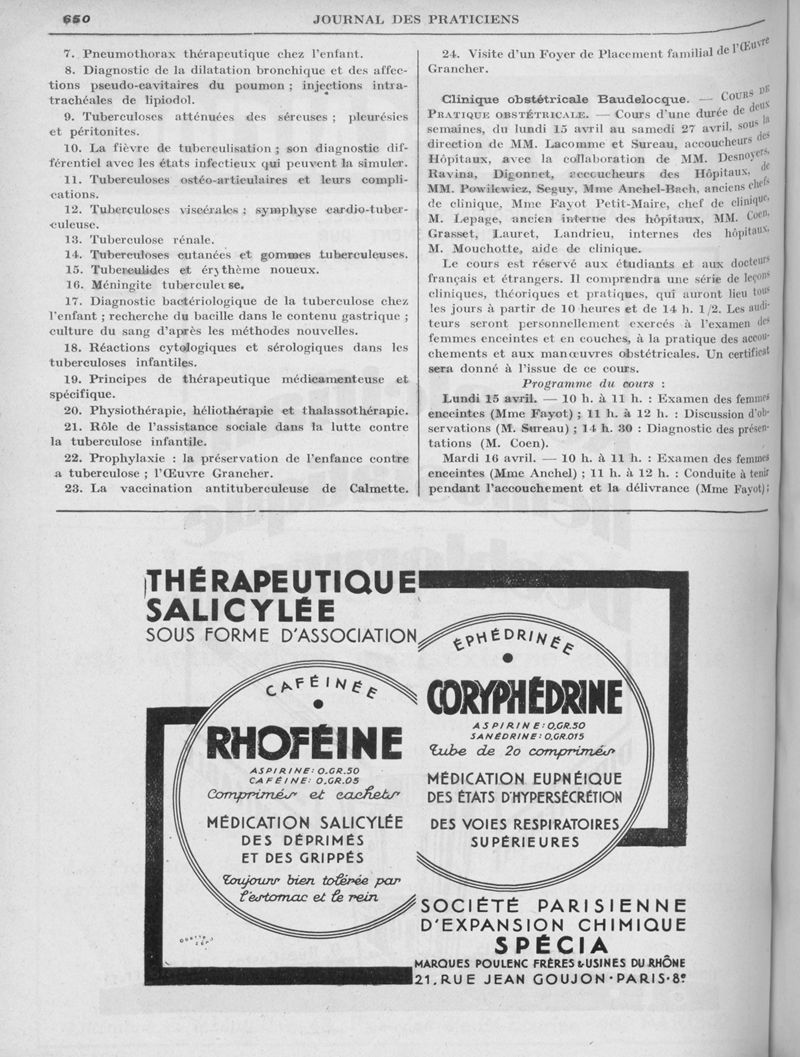 650
JOURNAL DES PRATICIENS
7. Pneumothorax thérapeutique chez l'enfant.
8. Diagnostic de la dilatation bronchique et des affec-
tions pseudo-cavitaires du poumon ; injections intra-
trachéales de lipiodol.
9. Tuberculoses atténuées des séreuses ; pleurésies
et péritonites.
10. La fièvre de tuberculisation ; son diagnostic dif-
férentiel avec les états infectieux qui peuvent la simuler.
11. Tuberculoses ostéo-articulaires et leurs compli-
cations.
12. Tuberculoses viscérales : symphyse cardio-tuber-
culeuse.
13. Tuberculose rénale.
14. Tuberculoses cutanées et gommes tuberculeuses.
15. Tuberculides et érythème noueux.
16. Méningite tuberculeuse.
17. Diagnostic bactériologique de la tuberculose chez
l'enfant ; recherche du bacille dans le contenu gastrique ;
culture du sang d'après les méthodes nouvelles.
18. Réactions cytologiques et sérologiques dans les
tuberculoses infantiles.
19. Principes de thérapeutique médicamenteuse et
spécifique.
20. Physiothérapie, héliothérapie et thalassothérapie.
21. Rôle de l'assistance sociale dans la lutte contre
la tuberculose infantile.
22. Prophylaxie : la préservation de l'enfance contre
a tuberculose ; l'Œuvre Grancher.
23. La vaccination antituberculeuse de Calmette.
24. Visite d'un Foyer de Placement familial de l'Œuvre
Grancher.
Clinique obstétricale Baudelocque. — COURS DE
PRATIQUE OBSTÉTRICALE. — Cours d'une durée de deux
semaines, du lundi 15 avril au samedi 27 avril, sous la
direction de MM. Lacomme et Sureau, accoucheurs des
Hôpitaux, avec la collaboration de MM. Desnoyers,
Ravina, Digonnet, accoucheurs des Hôpitaux, de
MM. Powilewicz, Seguy, Mme Anchel-Bach, anciens chefs
de clinique, Mme Fayot Petit-Maire, chef de clinique,
M. Lepage, ancien interne des hôpitaux, MM. Coen,
Grasset, Lauret, Landrieu, internes des hôpitaux,
M. Mouchotte, aide de clinique.
Le cours est réservé aux étudiants et aux docteurs
français et étrangers. Il comprendra une série de leçons
cliniques, théoriques et pratiques, qui auront lieu tous
les jours à partir de 10 heures et de 14 h. 1/2. Les audi-
teurs seront personnellement exercés à l'examen des
femmes enceintes et en couches, à la pratique des accou-
chements et aux manœuvres obstétricales. Un certificat
sera donné à l'issue de ce cours.
Programme du cours :
Lundi 15 avril. — 10 h. à 11 h. : Examen des femmes
enceintes (Mme Fayot) ; 11 h. à 12 h. : Discussion d'ob-
servations (M. Sureau) ; 14 h. 30 : Diagnostic des présen-
tations (M. Coen).
Mardi 16 avril. — 10 h. à 11 h. : Examen des femmes
enceintes (Mme Anchel) ; 11 h. à 12 h. : Conduite à tenir
pendant l'accouchement et la délivrance (Mme Fayot) ;
THÉRAPEUTIQUE
SALICYLÉE
SOUS FORME D'ASSOCIATION
CAFÉINÉE
RHOFÉINE
ASPIRINE: 0,GR.50
CAFÉINE: 0,GR.05
Comprimés et cachets
MÉDICATION SALICYLÉE
DES DÉPRIMÉS
ET DES GRIPPÉS
Toujours bien tolérée par
l'estomac et le rein
ÉPHÉDRINÉE
CORYPHÉDRINE
ASPIRINE: 0,GR.50
SANÉDRINE: 0,GR.015
Tube de 20 comprimés
MÉDICATION EUPNÉIQUE
DES ÉTATS D'HYPERSÉCRÉTION
DES VOIES RESPIRATOIRES
SUPÉRIEURES
SOCIÉTÉ PARISIENNE
D'EXPANSION CHIMIQUE
SPÉCIA
MARQUES POULENC FRÈRES & USINES DU RHÔNE
21, RUE JEAN GOUJON · PARIS · 8e